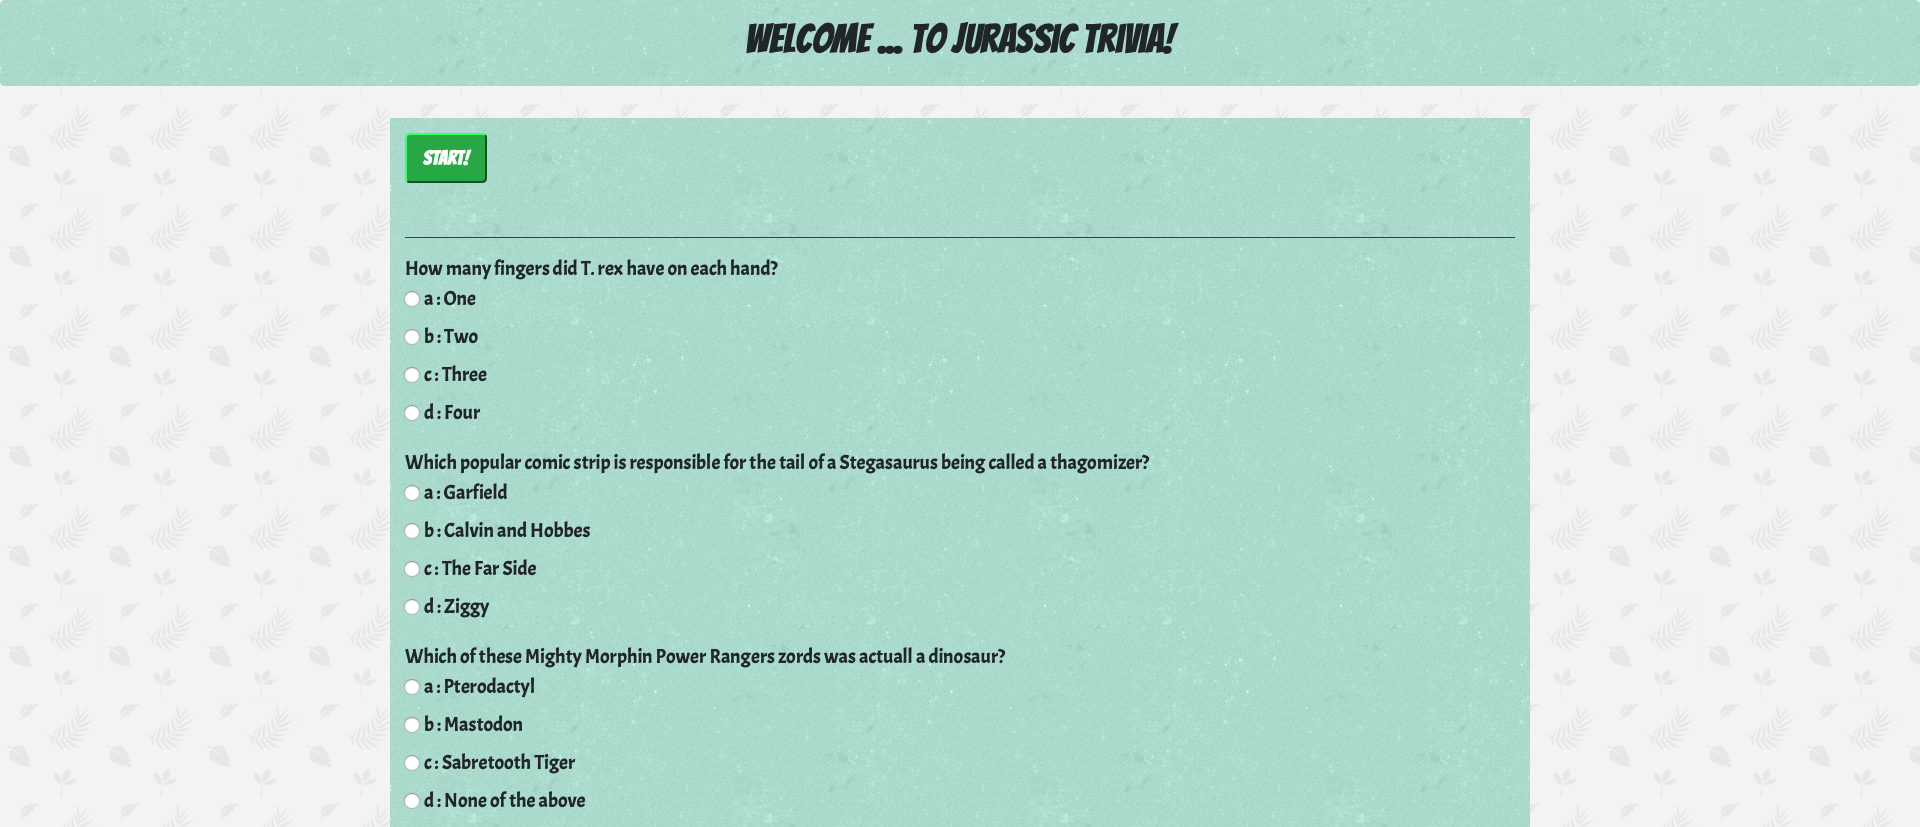 WELCOME ... TO JURASSIC TRIVIA!
START!
How many fingers did T. rex have on each hand?
a : One
b : Two
c : Three
d : Four
Which popular comic strip is responsible for the tail of a Stegasaurus being called a thagomizer?
a : Garfield
b : Calvin and Hobbes
c : The Far Side
d : Ziggy
Which of these Mighty Morphin Power Rangers zords was actuall a dinosaur?
a : Pterodactyl
b : Mastodon
c : Sabretooth Tiger
d : None of the above